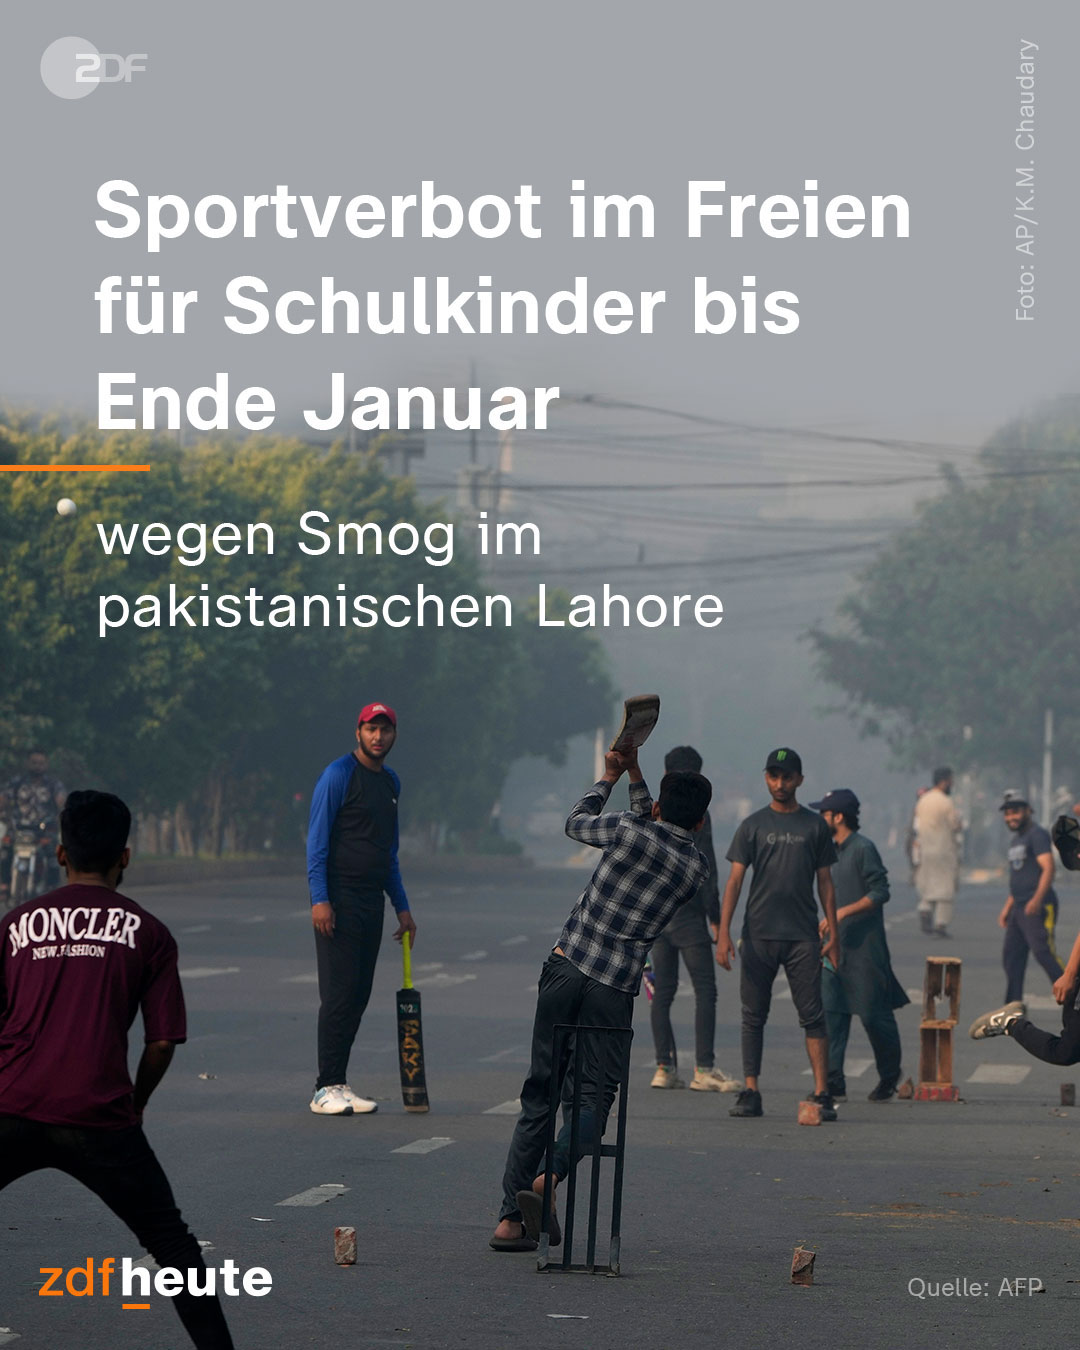 ZDF
Foto: AP/K.M. Chaudary
Sportverbot im Freien
für Schulkinder bis
Ende Januar
wegen Smog im
pakistanischen Lahore
MONCLER
NEW.FASHION
SAKY
zdfheute
Quelle: AFP